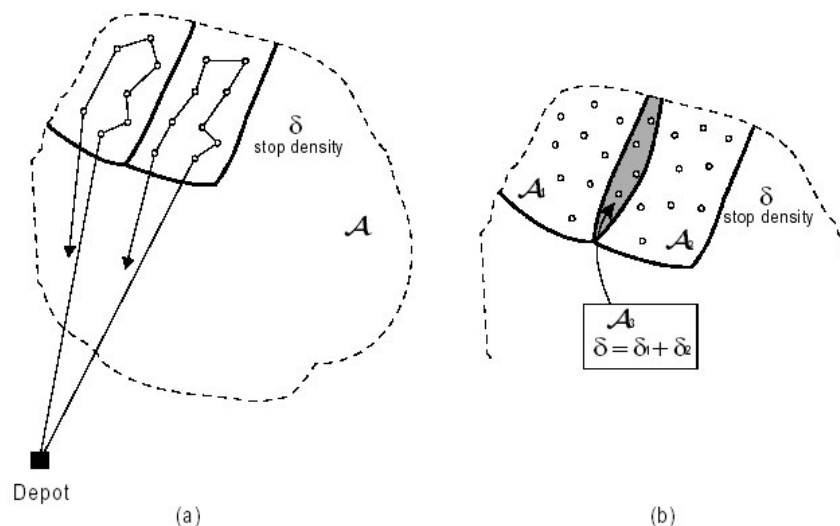 δ
stop density
A
Depot
(a)
A1
A2
δ
stop density
A3
δ = δ1 + δ2
(b)